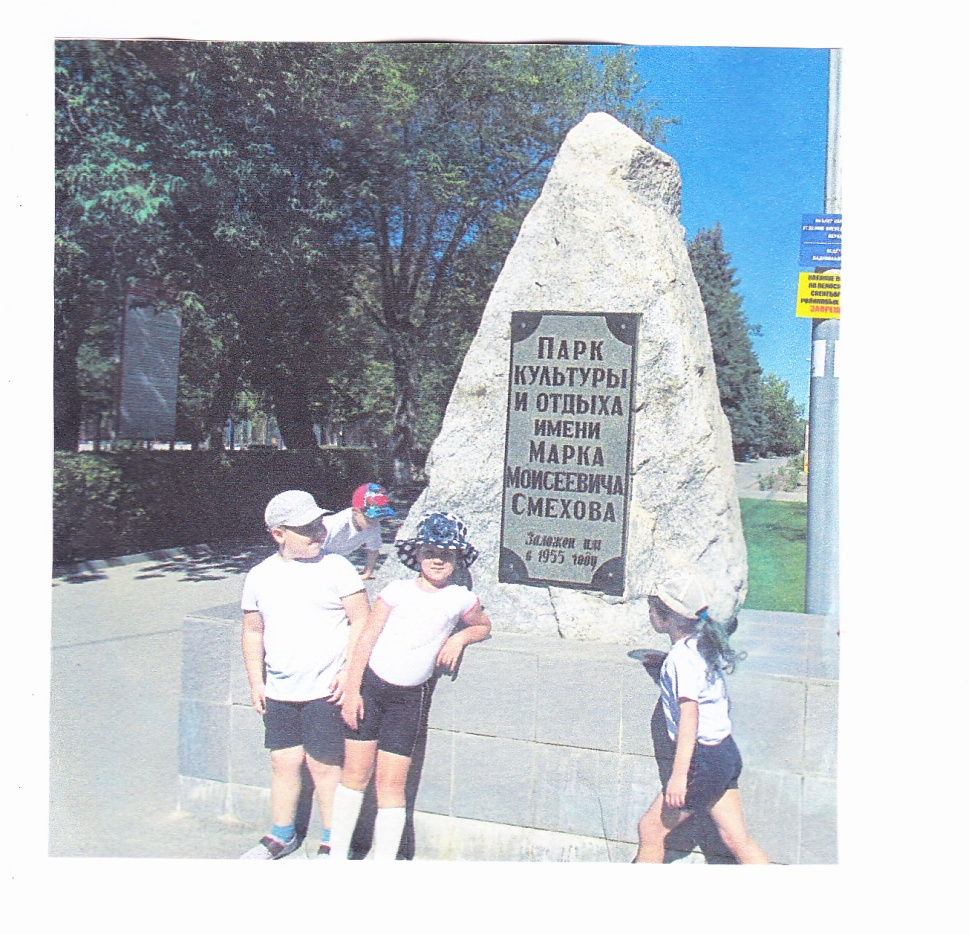 ПАРК
КУЛЬТУРЫ
И ОТДЫХА
ИМЕНИ
МАРКА
МОИСЕЕВИЧА
СМЕХОВА
Заложен им
в 1955 году